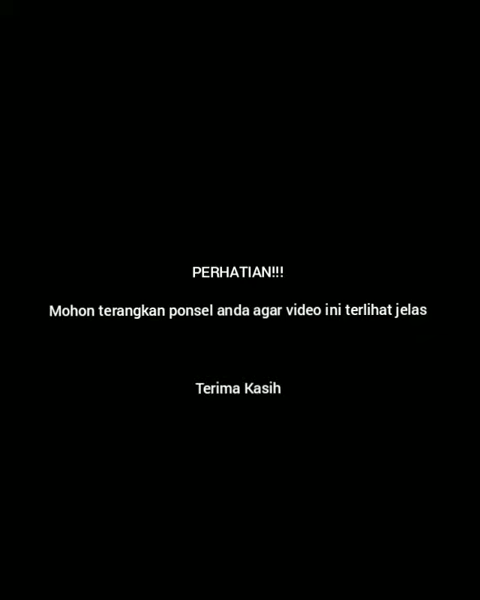 PERHATIAN!!!
Mohon terangkan ponsel anda agar video ini terlihat jelas
Terima Kasih